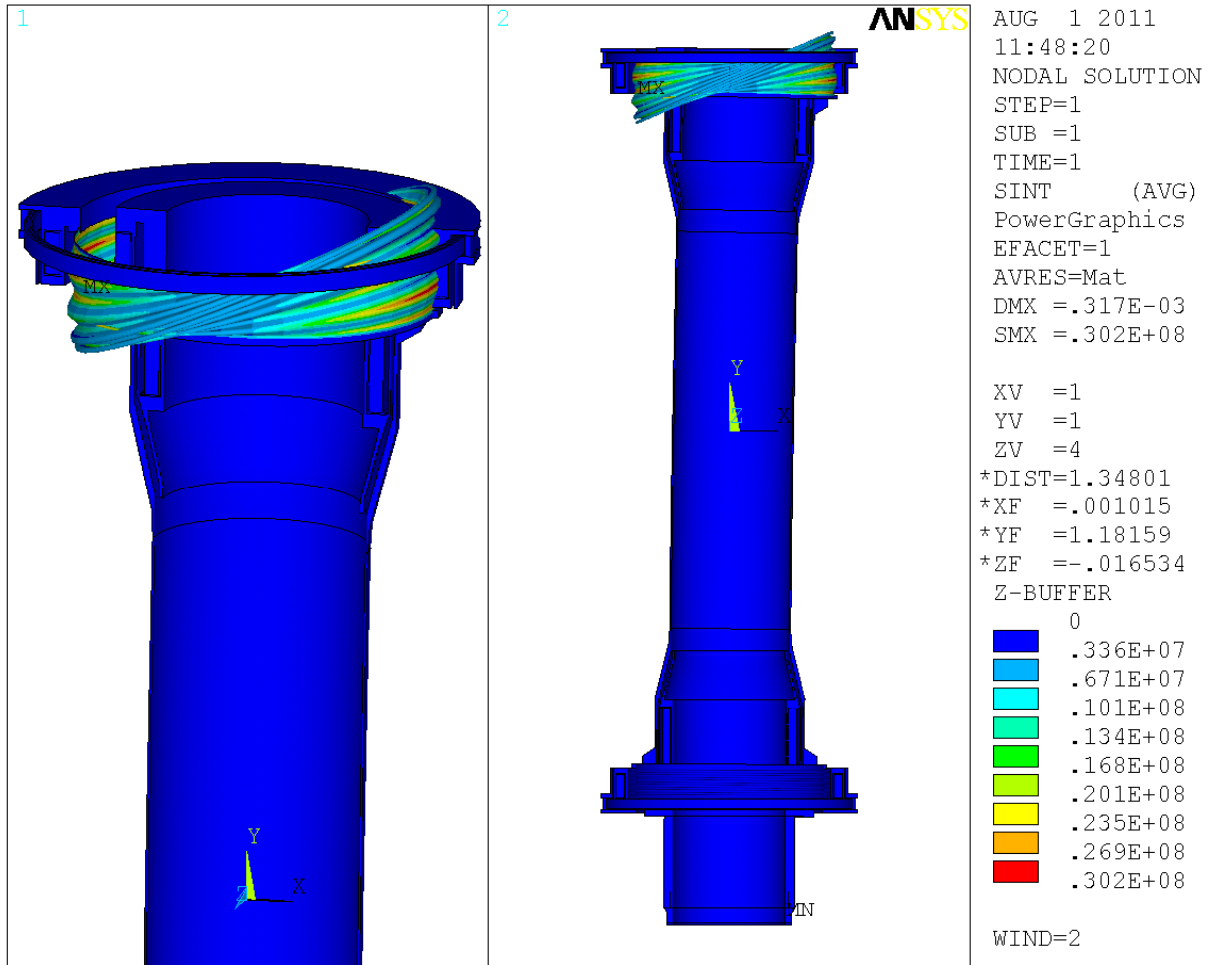 1
MX
Y
Z
X
2
ANSYS
MX
Y
Z
X
MN
AUG 1 2011
11:48:20
NODAL SOLUTION
STEP=1
SUB =1
TIME=1
SINT (AVG)
PowerGraphics
EFACET=1
AVRES=Mat
DMX =.317E-03
SMX =.302E+08
XV =1
YV =1
ZV =4
*DIST=1.34801
*XF =.001015
*YF =1.18159
*ZF =-.016534
Z-BUFFER
0
.336E+07
.671E+07
.101E+08
.134E+08
.168E+08
.201E+08
.235E+08
.269E+08
.302E+08
WIND=2